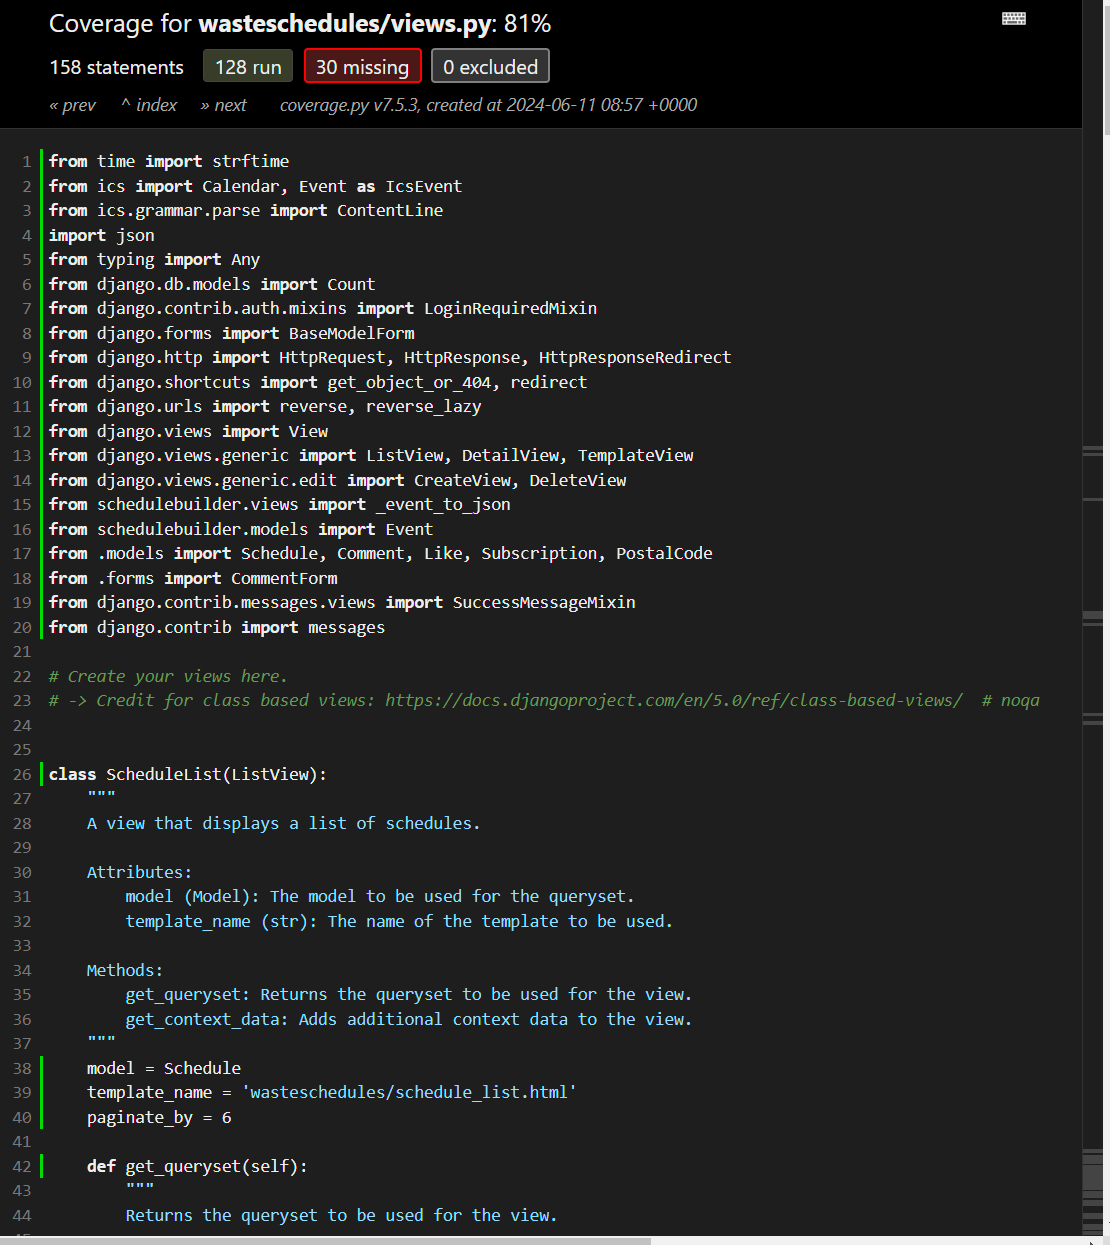 Coverage for wasteschedules/views.py: 81%
158 statements 128 run 30 missing 0 excluded
« prev ^ index » next coverage.py v7.5.3, created at 2024-06-11 08:57 +0000
1 from time import strftime
2 from ics import Calendar, Event as IcsEvent
3 from ics.grammar.parse import ContentLine
4 import json
5 from typing import Any
6 from django.db.models import Count
7 from django.contrib.auth.mixins import LoginRequiredMixin
8 from django.forms import BaseModelForm
9 from django.http import HttpRequest, HttpResponse, HttpResponseRedirect
10 from django.shortcuts import get_object_or_404, redirect
11 from django.urls import reverse, reverse_lazy
12 from django.views import View
13 from django.views.generic import ListView, DetailView, TemplateView
14 from django.views.generic.edit import CreateView, DeleteView
15 from schedulebuilder.views import _event_to_json
16 from schedulebuilder.models import Event
17 from .models import Schedule, Comment, Like, Subscription, PostalCode
18 from .forms import CommentForm
19 from django.contrib.messages.views import SuccessMessageMixin
20 from django.contrib import messages
21
22 # Create your views here.
23 # -> Credit for class based views: https://docs.djangoproject.com/en/5.0/ref/class-based-views/  # noqa
24
25
26 class ScheduleList(ListView):
27     """
28     A view that displays a list of schedules.
29
30     Attributes:
31         model (Model): The model to be used for the queryset.
32         template_name (str): The name of the template to be used.
33
34     Methods:
35         get_queryset: Returns the queryset to be used for the view.
36         get_context_data: Adds additional context data to the view.
37     """
38     model = Schedule
39     template_name = 'wasteschedules/schedule_list.html'
40     paginate_by = 6
41
42     def get_queryset(self):
43         """
44         Returns the queryset to be used for the view.